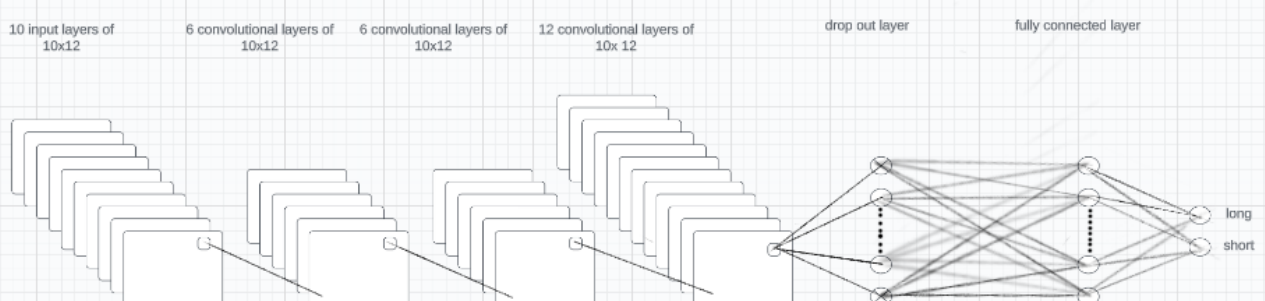 10 input layers of
10x12
6 convolutional layers of
10x12
6 convolutional layers of
10x12
12 convolutional layers of
10x 12
drop out layer
fully connected layer
long
short